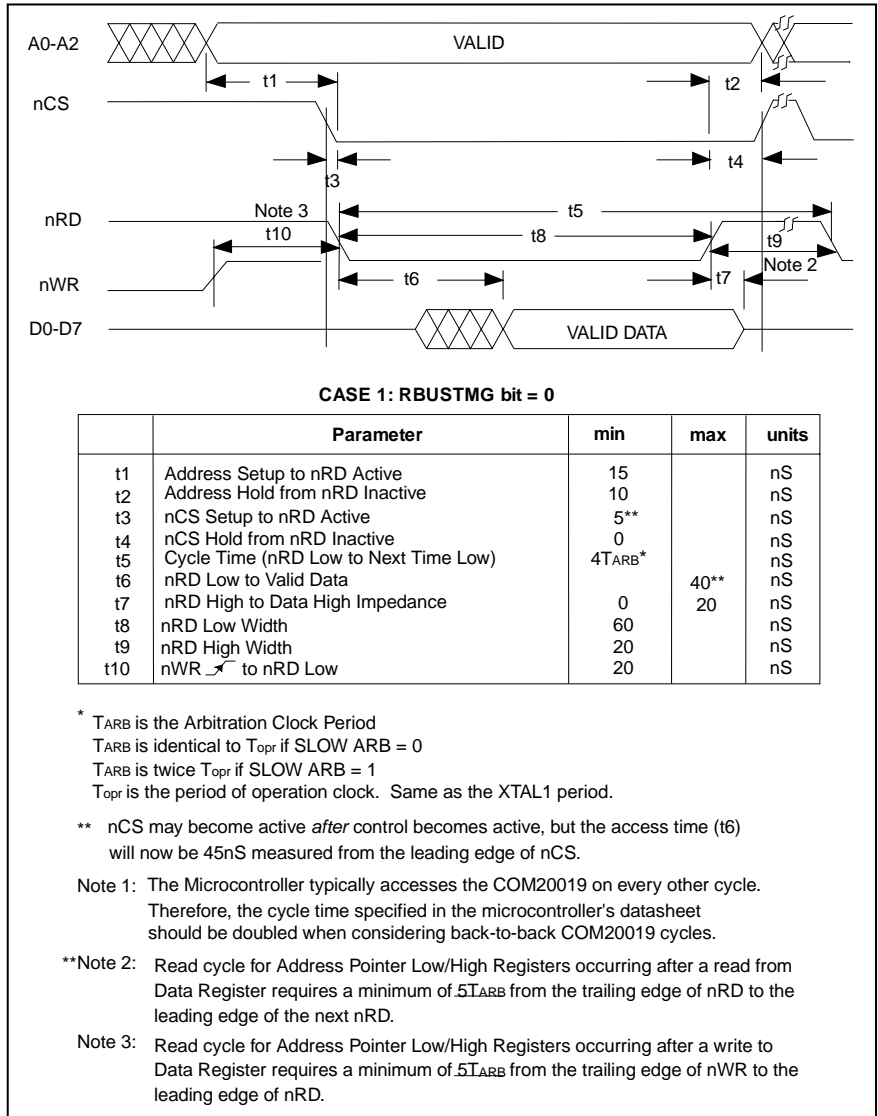 A0-A2
VALID
t1
t2
nCS
t3
t4
nRD
Note 3
t5
t10
t8
t9
nWR
t6
t7
Note 2
D0-D7
VALID DATA
CASE 1: RBUSTMG bit = 0
Parameter min max units
t1 Address Setup to nRD Active 15 nS
t2 Address Hold from nRD Inactive 10 nS
t3 nCS Setup to nRD Active 5** nS
t4 nCS Hold from nRD Inactive 0 nS
t5 Cycle Time (nRD Low to Next Time Low) 4TARB* nS
t6 nRD Low to Valid Data 40** nS
t7 nRD High to Data High Impedance 0 20 nS
t8 nRD Low Width 60 nS
t9 nRD High Width 20 nS
t10 nWR to nRD Low 20 nS
* TARB is the Arbitration Clock Period
TARB is identical to Topr if SLOW ARB = 0
TARB is twice Topr if SLOW ARB = 1
Topr is the period of operation clock. Same as the XTAL1 period.
** nCS may become active after control becomes active, but the access time (t6)
will now be 45nS measured from the leading edge of nCS.
Note 1: The Microcontroller typically accesses the COM20019 on every other cycle.
Therefore, the cycle time specified in the microcontroller's datasheet
should be doubled when considering back-to-back COM20019 cycles.
**Note 2: Read cycle for Address Pointer Low/High Registers occurring after a read from
Data Register requires a minimum of 5TARB from the trailing edge of nRD to the
leading edge of the next nRD.
Note 3: Read cycle for Address Pointer Low/High Registers occurring after a write to
Data Register requires a minimum of 5TARB from the trailing edge of nWR to the
leading edge of nRD.